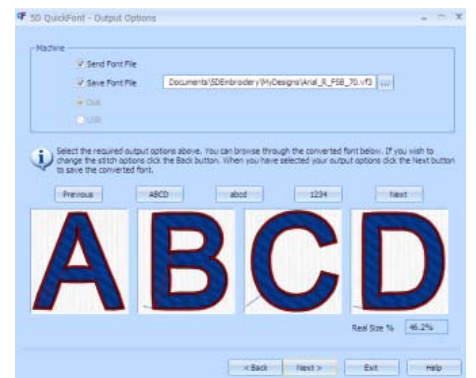 5D QuickFont - Output Options
Machine
Send Font File
Save Font File
Documents\5DEmbroidery\MyDesigns\Arial_R_FSB_70.vf3
...
Disk
USB
Select the required output options above. You can browse through the converted font below. If you wish to
change the stitch options click the Back button. When you have selected your output options click the Next button
to save the converted font.
Previous
ABCD
abcd
1234
Next
A B C D
Real Size %
46.2%
< Back
Next >
Exit
Help